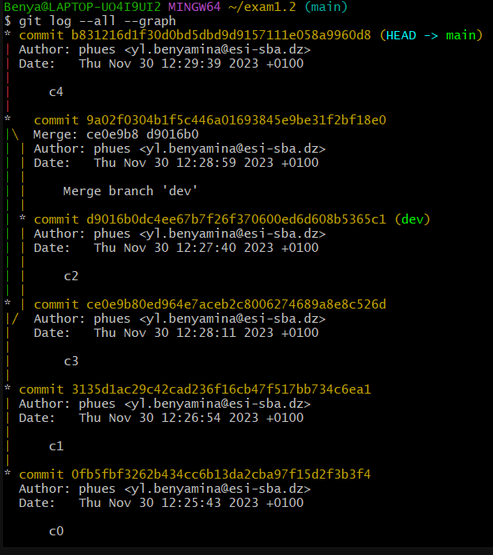 Benya@LAPTOP-UO4I9UI2 MINGW64 ~/exam1.2 (main)
$ git log --all --graph
* commit b831216d1f30d0bd5dbd9d9157111e058a9960d8 (HEAD -> main)
| Author: phues <yl.benyamina@esi-sba.dz>
| Date:   Thu Nov 30 12:29:39 2023 +0100
|
|     c4
|
*   commit 9a02f0304b1f5c446a01693845e9be31f2bf18e0
|\  Merge: ce0e9b8 d9016b0
| | Author: phues <yl.benyamina@esi-sba.dz>
| | Date:   Thu Nov 30 12:28:59 2023 +0100
| |
| |     Merge branch 'dev'
| |
| * commit d9016b0dc4ee67b7f26f370600ed6d608b5365c1 (dev)
| | Author: phues <yl.benyamina@esi-sba.dz>
| | Date:   Thu Nov 30 12:27:40 2023 +0100
| |
| |     c2
| |
* | commit ce0e9b80ed964e7aceb2c8006274689a8e8c526d
|/  Author: phues <yl.benyamina@esi-sba.dz>
|   Date:   Thu Nov 30 12:28:11 2023 +0100
|
|       c3
|
* commit 3135d1ac29c42cad236f16cb47f517bb734c6ea1
| Author: phues <yl.benyamina@esi-sba.dz>
| Date:   Thu Nov 30 12:26:54 2023 +0100
|
|     c1
|
* commit 0fb5fbf3262b434cc6b13da2cba97f15d2f3b3f4
  Author: phues <yl.benyamina@esi-sba.dz>
  Date:   Thu Nov 30 12:25:43 2023 +0100

      c0